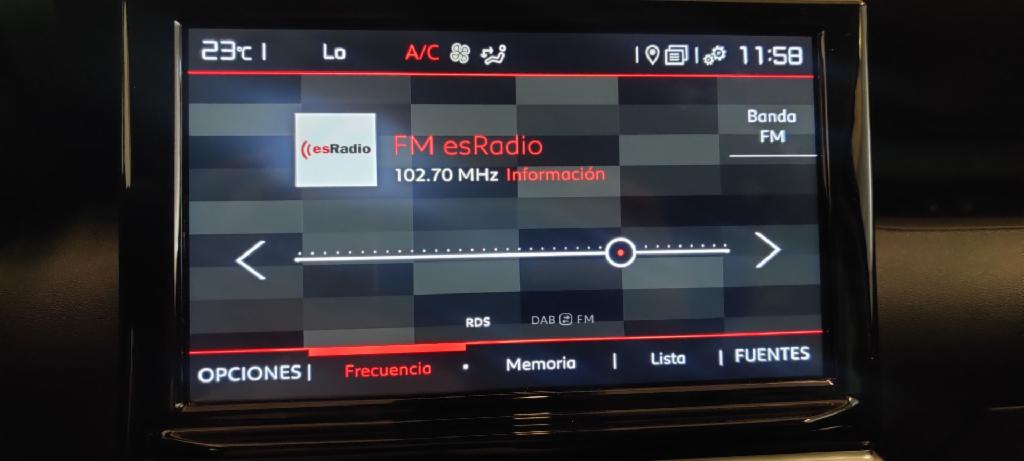 23°C | Lo A/C 11:58
Banda
FM
((esRadio
FM esRadio
102.70 MHz Información
RDS DAB FM
OPCIONES | Frecuencia Memoria | Lista | FUENTES